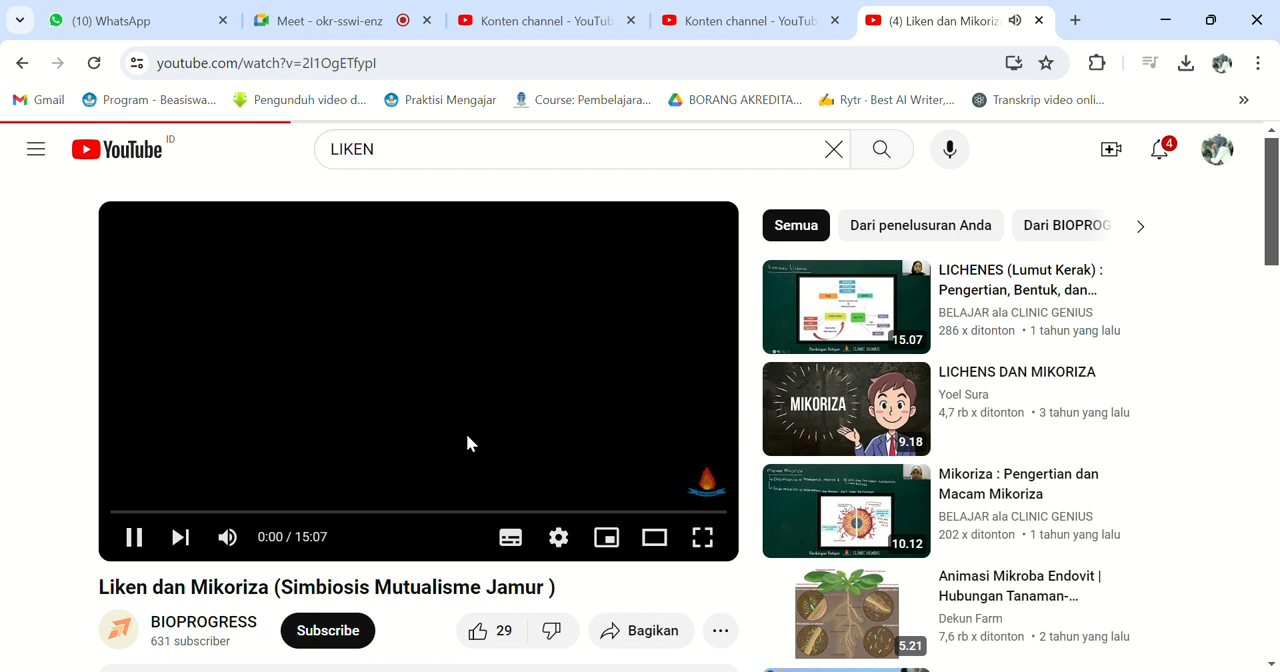 (10) WhatsApp
Meet - okr-sswi-enz
Konten channel - YouTub
Konten channel - YouTub
(4) Liken dan Mikoriz
youtube.com/watch?v=2l1OgETfypI
Gmail
Program - Beasiswa...
Pengunduh video d...
Praktisi Mengajar
Course: Pembelajara...
BORANG AKREDITA...
Rytr - Best AI Writer,...
Transkrip video onli...
YouTube ID
LIKEN
4
Semua
Dari penelusuran Anda
Dari BIOPROG
LICHENES (Lumut Kerak) :
Pengertian, Bentuk, dan...
BELAJAR ala CLINIC GENIUS
286 x ditonton • 1 tahun yang lalu
15.07
LICHENS DAN MIKORIZA
Yoel Sura
4,7 rb x ditonton • 3 tahun yang lalu
MIKORIZA
9.18
Mikoriza : Pengertian dan
Macam Mikoriza
BELAJAR ala CLINIC GENIUS
202 x ditonton • 1 tahun yang lalu
10.12
Animasi Mikroba Endovit |
Hubungan Tanaman-...
Dekun Farm
7,6 rb x ditonton • 2 tahun yang lalu
5.21
0:00 / 15:07
Liken dan Mikoriza (Simbiosis Mutualisme Jamur )
BIOPROGRESS
631 subscriber
Subscribe
29
Bagikan